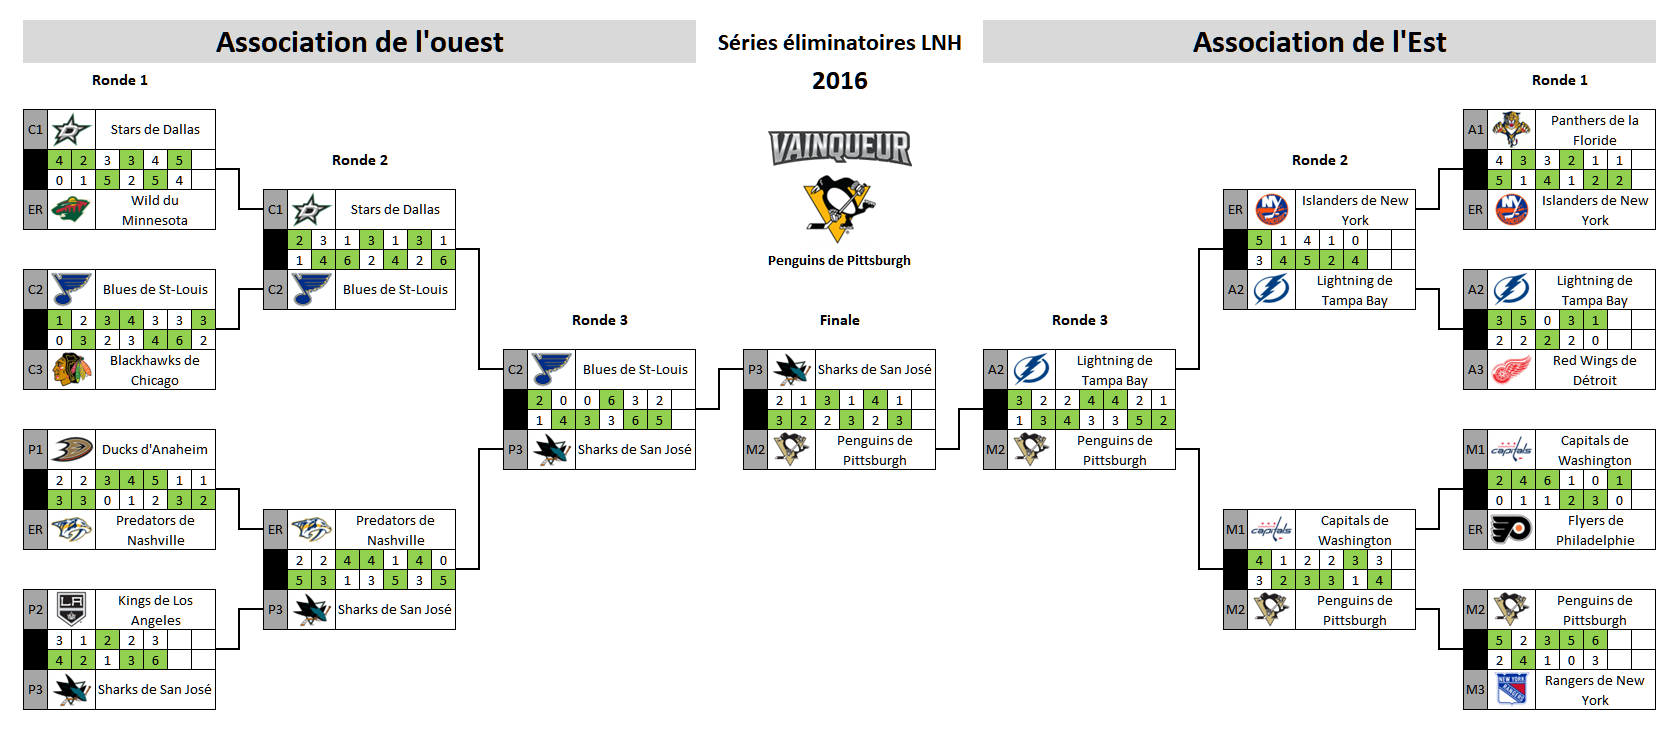 Association de l'ouest
Séries éliminatoires LNH
2016
Association de l'Est
Ronde 1
C1 Stars de Dallas
4 2 3 3 4 5
0 1 5 2 5 4
ER Wild du
Minnesota
C2 Blues de St-Louis
1 2 3 4 3 3 3
0 3 2 3 4 6 2
C3 Blackhawks de
Chicago
P1 Ducks d'Anaheim
2 2 3 4 5 1 1
3 3 0 1 2 3 2
ER Predators de
Nashville
P2 LA Kings de Los
Angeles
3 1 2 2 3
4 2 1 3 6
P3 Sharks de San José
Ronde 2
C1 Stars de Dallas
2 3 1 3 1 3 1
1 4 6 2 4 2 6
C2 Blues de St-Louis
ER Predators de
Nashville
2 2 4 4 1 4 0
5 3 1 3 5 3 5
P3 Sharks de San José
Ronde 3
C2 Blues de St-Louis
2 0 0 6 3 2
1 4 3 3 6 5
P3 Sharks de San José
VAINQUEUR
Penguins de Pittsburgh
Finale
P3 Sharks de San José
2 1 3 1 4 1
3 2 2 3 2 3
M2 Penguins de
Pittsburgh
Ronde 3
A2 Lightning de
Tampa Bay
3 2 2 4 4 2 1
1 3 4 3 3 5 2
M2 Penguins de
Pittsburgh
Ronde 2
ER NY Islanders de New
York
5 1 4 1 0
3 4 5 2 4
A2 Lightning de
Tampa Bay
M1 capitals Capitals de
Washington
4 1 2 2 3 3
3 2 3 3 1 4
M2 Penguins de
Pittsburgh
Ronde 1
A1 Panthers de la
Floride
4 3 3 2 1 1
5 1 4 1 2 2
ER NY Islanders de New
York
A2 Lightning de
Tampa Bay
3 5 0 3 1
2 2 2 2 0
A3 Red Wings de
Détroit
M1 capitals Capitals de
Washington
2 4 6 1 0 1
0 1 1 2 3 0
ER Flyers de
Philadelphie
M2 Penguins de
Pittsburgh
5 2 3 5 6
2 4 1 0 3
M3 NEW YORK RANGERS Rangers de New
York